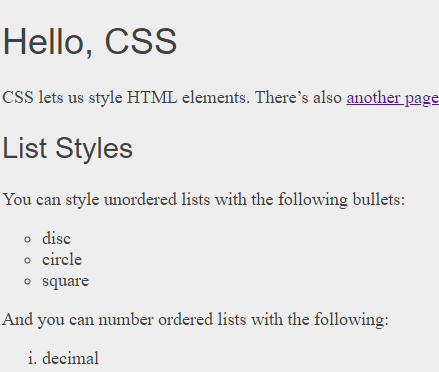 Hello, CSS
CSS lets us style HTML elements. There’s also another page
List Styles
You can style unordered lists with the following bullets:
disc
circle
square
And you can number ordered lists with the following:
i. decimal